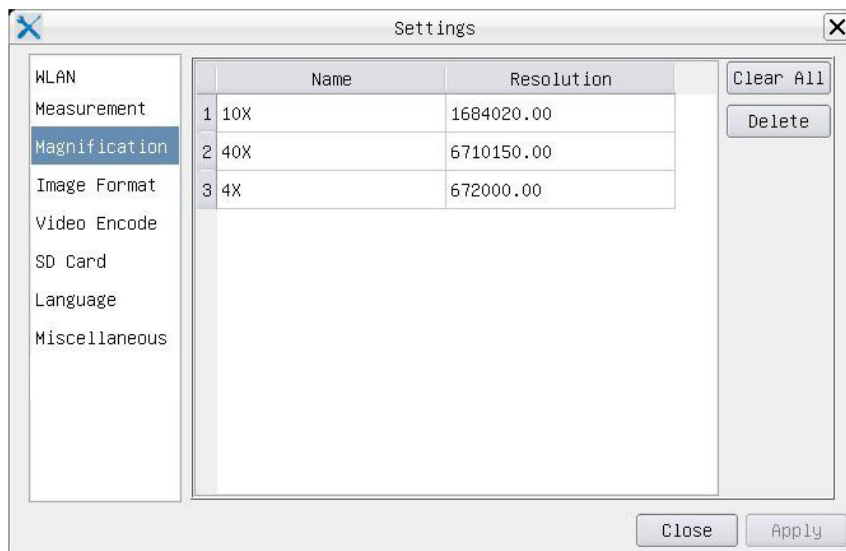 Settings
WLAN
Measurement
Magnification
Image Format
Video Encode
SD Card
Language
Miscellaneous
Name Resolution
1 10X 1684020.00
2 40X 6710150.00
3 4X 672000.00
Clear All
Delete
Close Apply